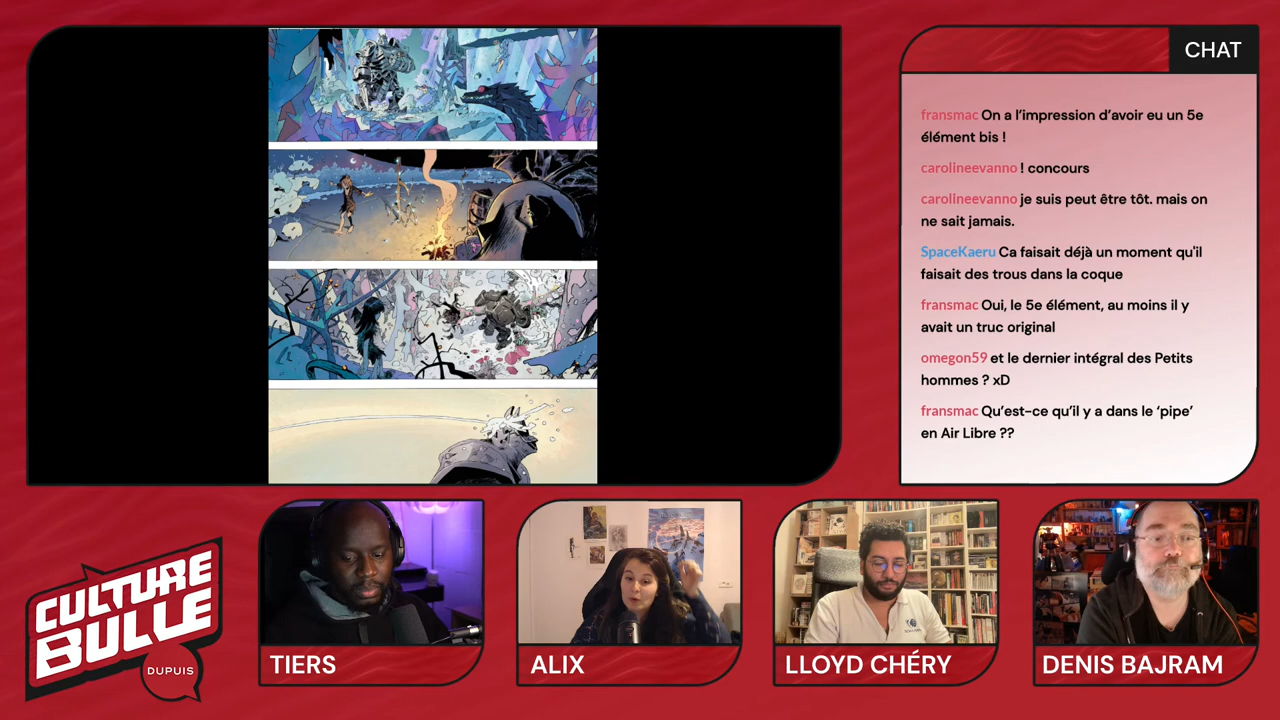 CHAT
fransmac On a l’impression d’avoir eu un 5e
élément bis !
carolineevanno ! concours
carolineevanno je suis peut être tôt. mais on
ne sait jamais.
SpaceKaeru Ca faisait déjà un moment qu'il
faisait des trous dans la coque
fransmac Oui, le 5e élément, au moins il y
avait un truc original
omegon59 et le dernier intégral des Petits
hommes ? xD
fransmac Qu’est-ce qu’il y a dans le ‘pipe’
en Air Libre ??
CULTURE
BULLE
DUPUIS
TIERS
ALIX
LLOYD CHÉRY
DENIS BAJRAM